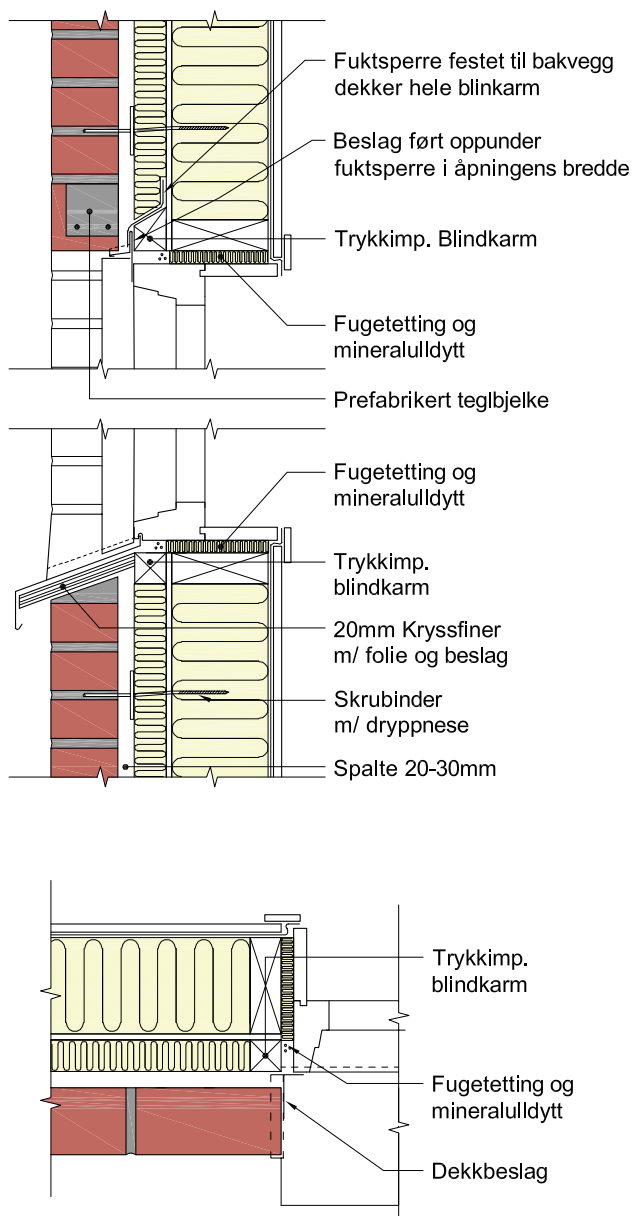 Fuktsperre festet til bakvegg
dekker hele blinkarm
Beslag ført oppunder
fuktsperre i åpningens bredde
Trykkimp. Blindkarm
Fugetetting og
mineralulldytt
Prefabrikert teglbjelke
Fugetetting og
mineralulldytt
Trykkimp.
blindkarm
20mm Kryssfiner
m/ folie og beslag
Skrubinder
m/ dryppnese
Spalte 20-30mm
Trykkimp.
blindkarm
Fugetetting og
mineralulldytt
Dekkbeslag